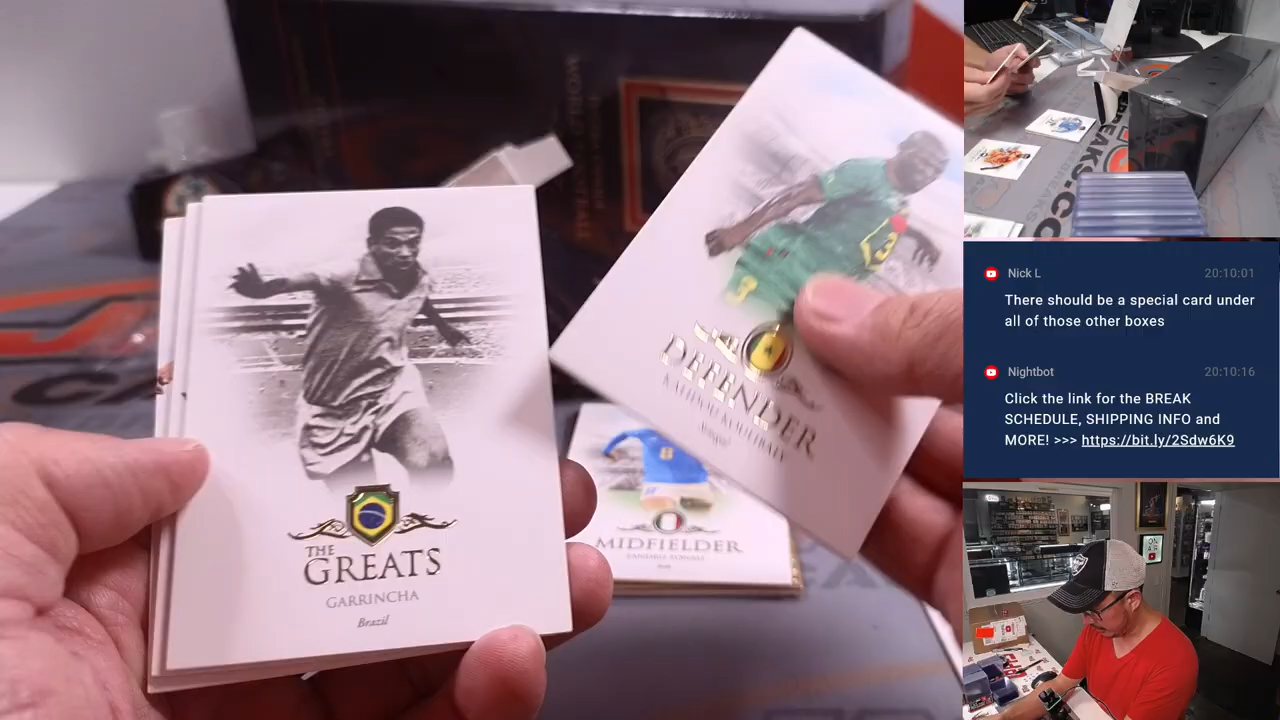 THE
GREATS
GARRINCHA
Brazil
THE
DEFENDER
MIDFIELDER
Nick L
20:10:01
There should be a special card under
all of those other boxes
Nightbot
20:10:16
Click the link for the BREAK
SCHEDULE, SHIPPING INFO and
MORE! >>> https://bit.ly/2Sdw6K9